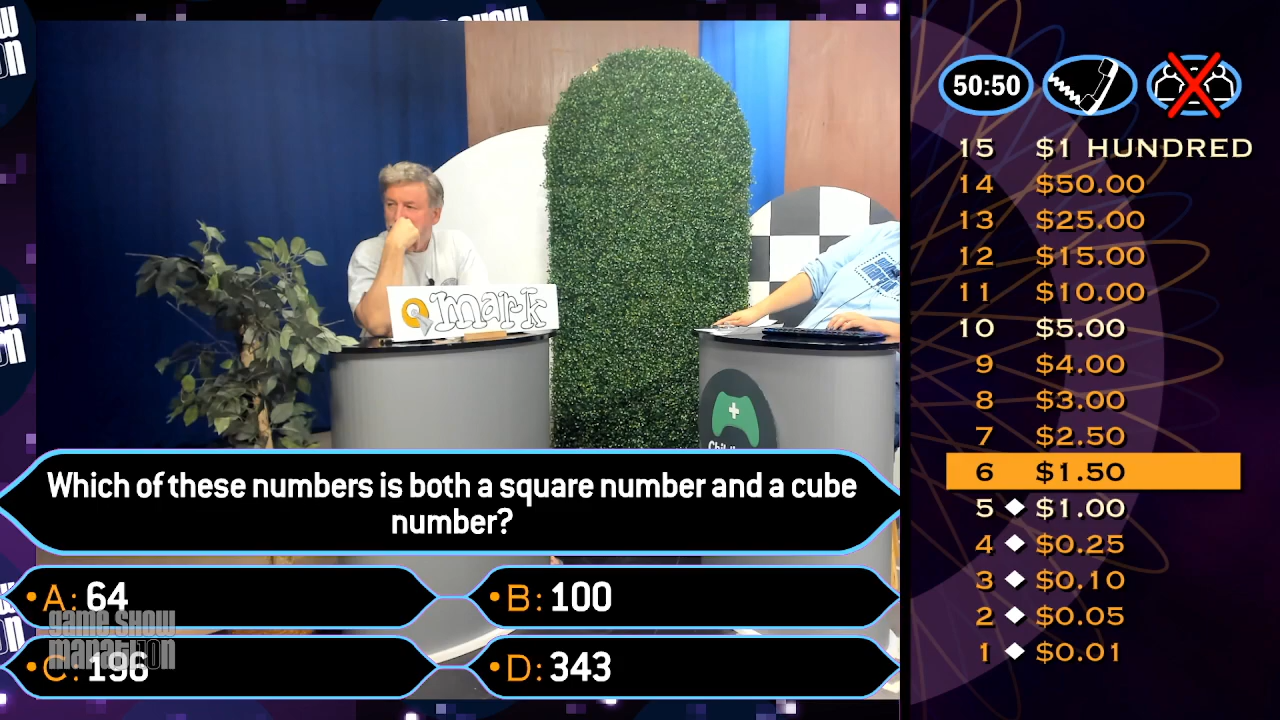 50:50
15 $1 HUNDRED
14 $50.00
13 $25.00
12 $15.00
11 $10.00
10 $5.00
9 $4.00
8 $3.00
7 $2.50
6 $1.50
5 $1.00
4 $0.25
3 $0.10
2 $0.05
1 $0.01
mark
Which of these numbers is both a square number and a cube
number?
A: 64
B: 100
C: 196
D: 343
game show
marathon